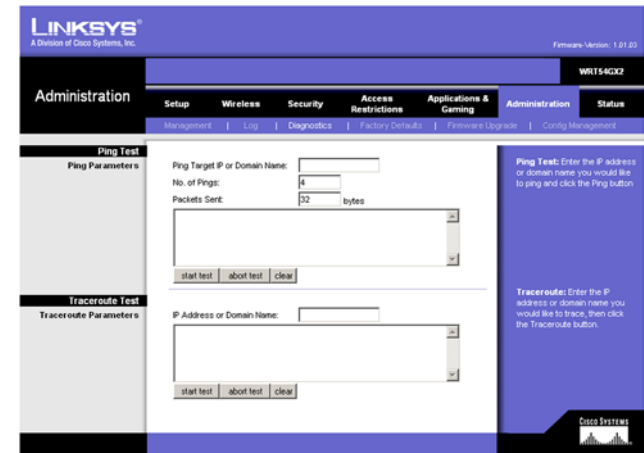 LINKSYS®
A Division of Cisco Systems, Inc.
Firmware-Version: 1.01.03
WRT54GX2
Administration
Setup Wireless Security Access Restrictions Applications & Gaming Administration Status
Management | Log | Diagnostics | Factory Defaults | Firmware Upgrade | Config Management
Ping Test
Ping Parameters
Ping Target IP or Domain Name:
No. of Pings: 4
Packets Sent: 32 bytes
start test abort test clear
Ping Test: Enter the IP address
or domain name you would like
to ping and click the Ping button
Traceroute Test
Traceroute Parameters
IP Address or Domain Name:
start test abort test clear
Traceroute: Enter the IP
address or domain name you
would like to trace, then click
the Traceroute button.
CISCO SYSTEMS